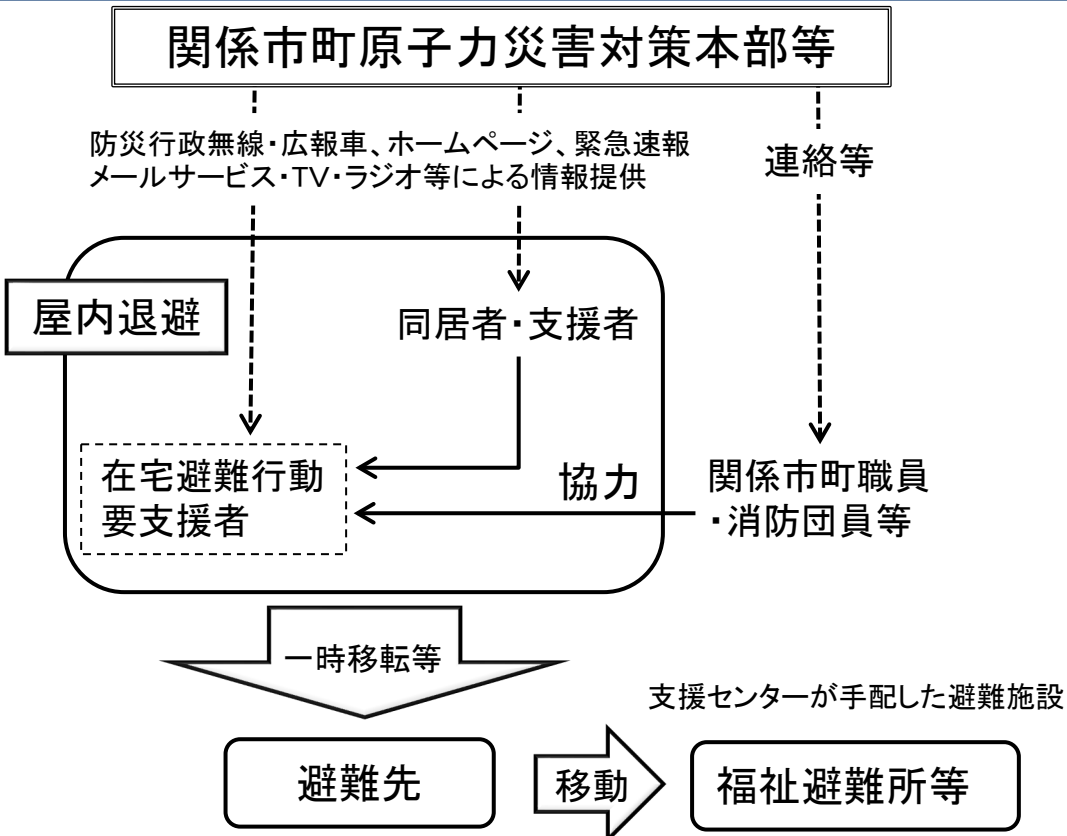 関係市町原子力災害対策本部等
防災行政無線・広報車、ホームページ、緊急速報
メールサービス・TV・ラジオ等による情報提供
連絡等
屋内退避
同居者・支援者
在宅避難行動
要支援者
協力
関係市町職員
・消防団員等
一時移転等
支援センターが手配した避難施設
避難先
移動
福祉避難所等